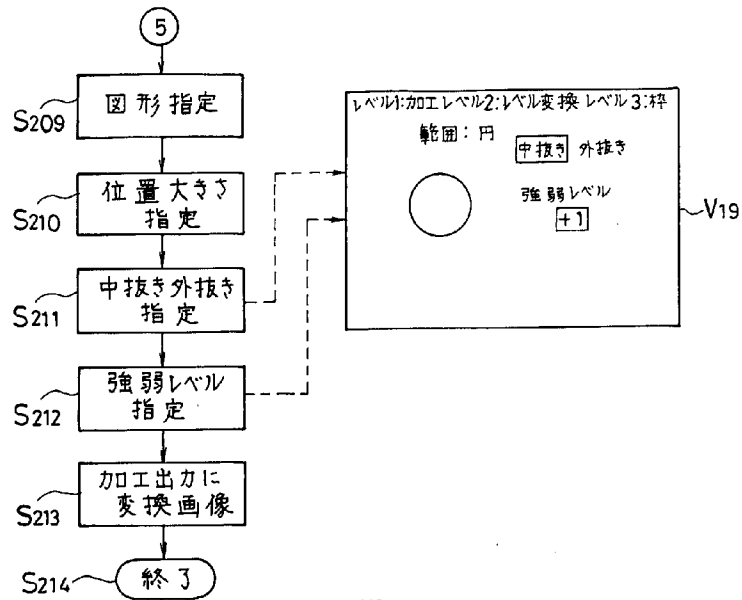 5
S209
図形指定
S210
位置大きさ
指定
S211
中抜き外抜き
指定
S212
強弱レベル
指定
S213
加工出力に
変換画像
S214
終了
レベル1:加工レベル2:レベル変換 レベル3:枠
範囲:円
中抜き 外抜き
強弱レベル
+1
V19